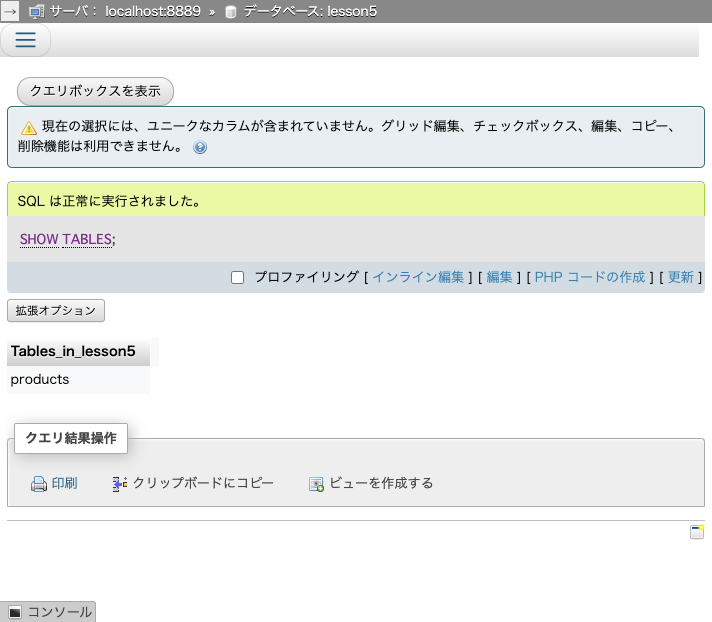 サーバ: localhost:8889 » データベース: lesson5
クエリボックスを表示
現在の選択には、ユニークなカラムが含まれていません。グリッド編集、チェックボックス、編集、コピー、
削除機能は利用できません。
SQL は正常に実行されました。
SHOW TABLES;
プロファイリング [ インライン編集 ] [ 編集 ] [ PHP コードの作成 ] [ 更新 ]
拡張オプション
Tables_in_lesson5
products
クエリ結果操作
印刷 クリップボードにコピー ビューを作成する
コンソール